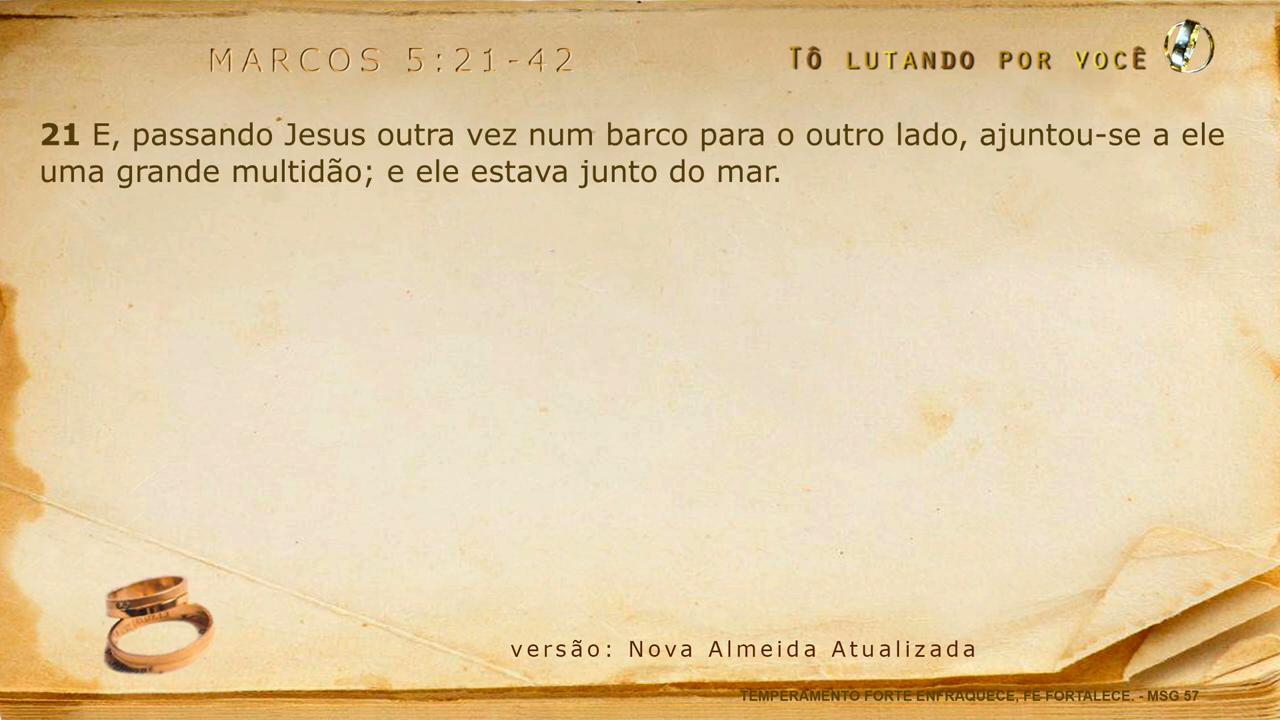 MARCOS 5:21-42
TÔ LUTANDO POR VOCÊ
21 E, passando Jesus outra vez num barco para o outro lado, ajuntou-se a ele
uma grande multidão; e ele estava junto do mar.
versão: Nova Almeida Atualizada
TEMPERAMENTO FORTE ENFRAQUECE, FÉ FORTALECE. - MSG 57